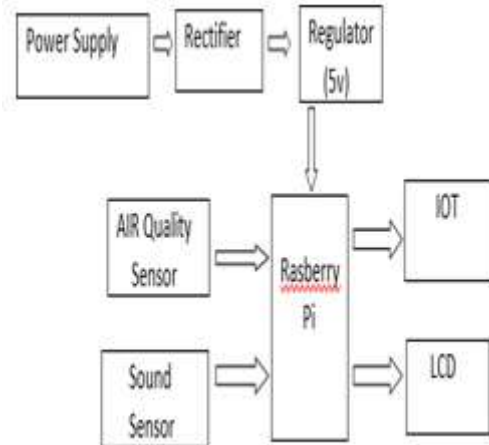 Power Supply
Rectifier
Regulator
(5v)
AIR Quality
Sensor
Rasberry
Pi
IOT
Sound
Sensor
LCD